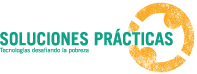 SOLUCIONES PRÁCTICAS
Tecnologías desafiando la pobreza